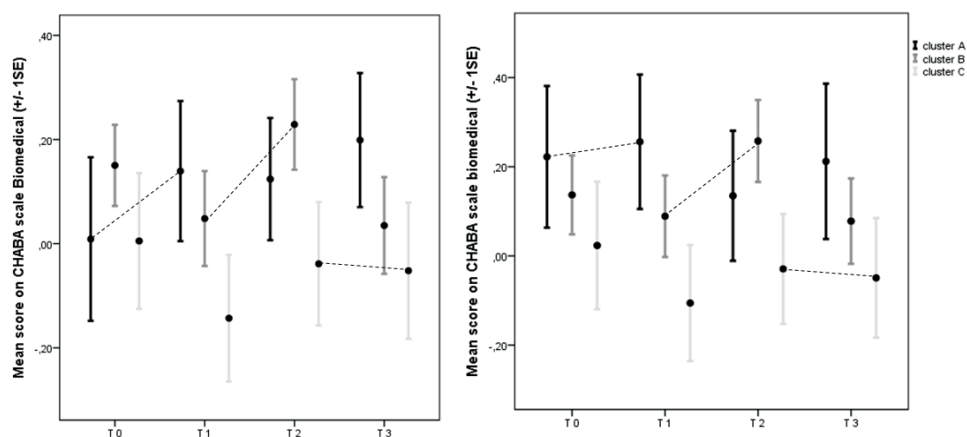 Mean score on CHABA scale Biomedical (+/- 1SE)
,40
,20
,00
-,20
T 0 T 1 T 2 T 3
Mean score on CHABA scale biomedical (+/- 1SE)
,40
,20
,00
-,20
T 0 T 1 T 2 T 3
cluster A
cluster B
cluster C